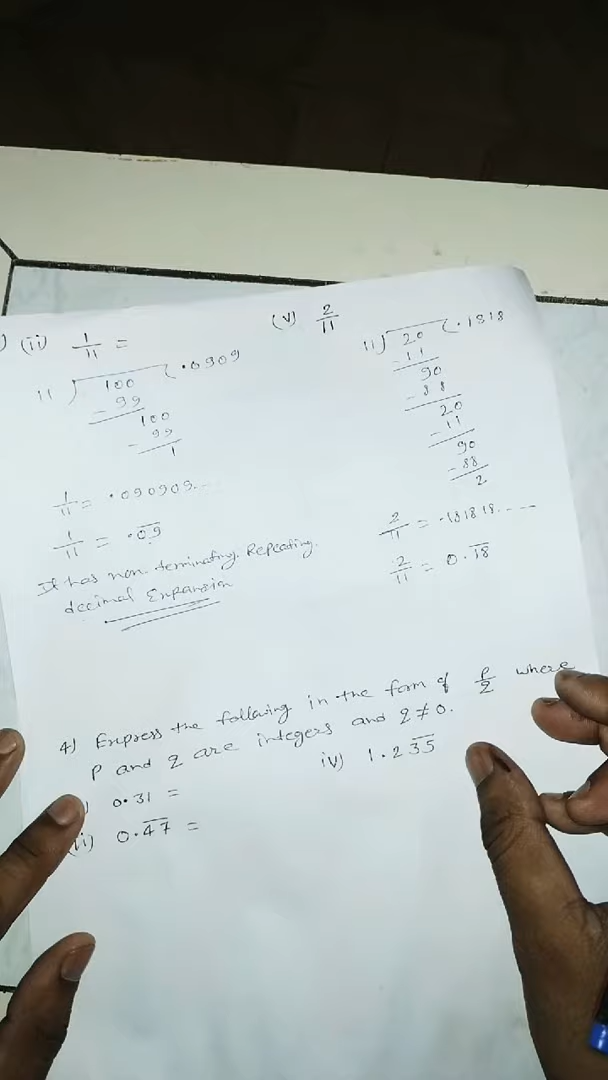 ) (ii) 1/11 =
11) 100 ( .0909
- 99
100
- 99
1
1/11 = .090909...
1/11 = .0̅9̅
It has non-terminating Repeating
decimal Expansion
(V) 2/11
11) 20 ( .1818
- 11
90
- 88
20
- 11
90
- 88
2
2/11 = .181818....
2/11 = 0.1̅8̅
4) Express the following in the form of P/2 where
P and 2 are integers and 2 ≠ 0.
) 0.31 =
(ii) 0.4̅7̅ =
iv) 1.23̅5̅